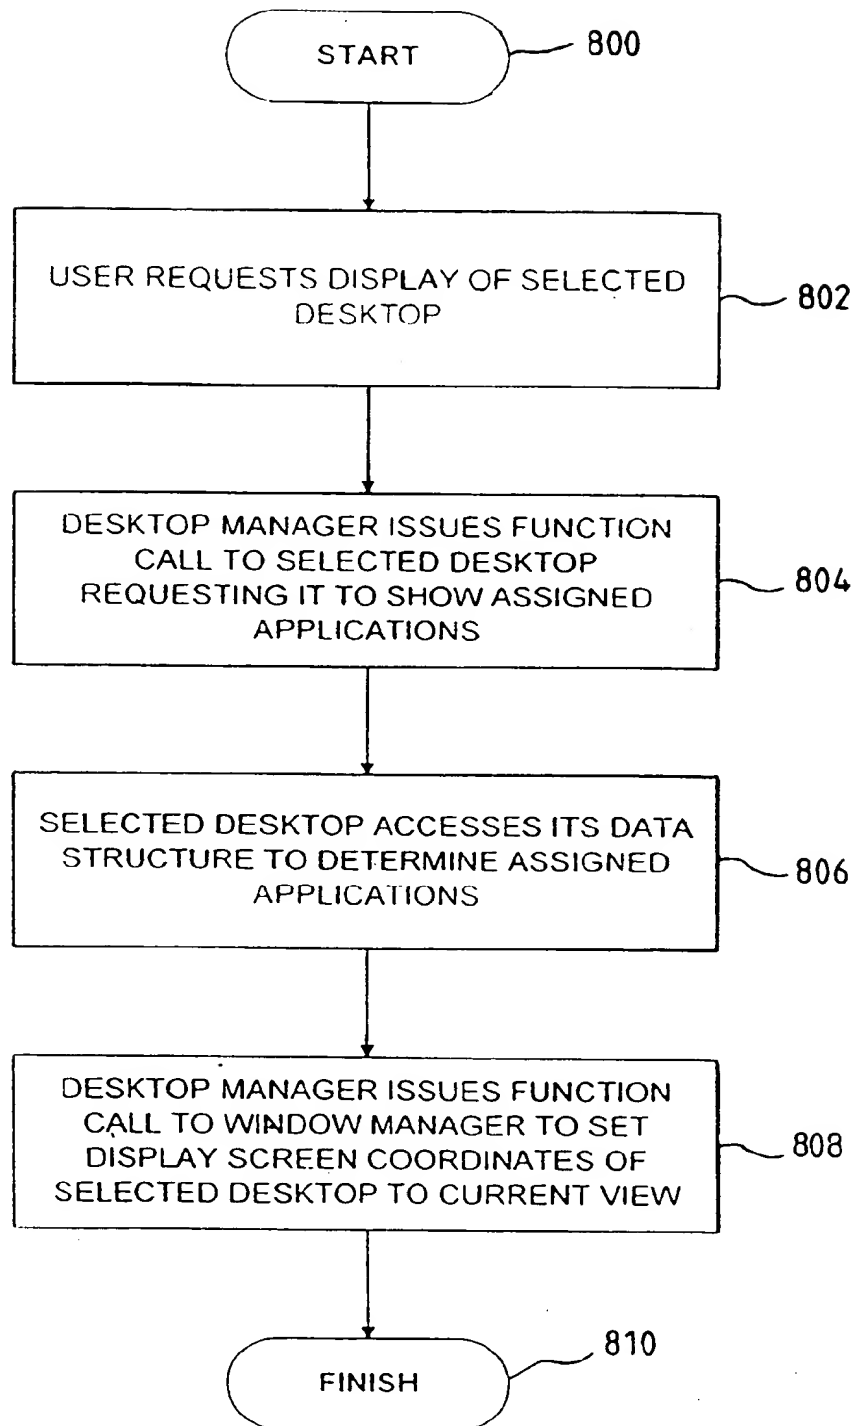 START
800
USER REQUESTS DISPLAY OF SELECTED
DESKTOP
802
DESKTOP MANAGER ISSUES FUNCTION
CALL TO SELECTED DESKTOP
REQUESTING IT TO SHOW ASSIGNED
APPLICATIONS
804
SELECTED DESKTOP ACCESSES ITS DATA
STRUCTURE TO DETERMINE ASSIGNED
APPLICATIONS
806
DESKTOP MANAGER ISSUES FUNCTION
CALL TO WINDOW MANAGER TO SET
DISPLAY SCREEN COORDINATES OF
SELECTED DESKTOP TO CURRENT VIEW
808
FINISH
810